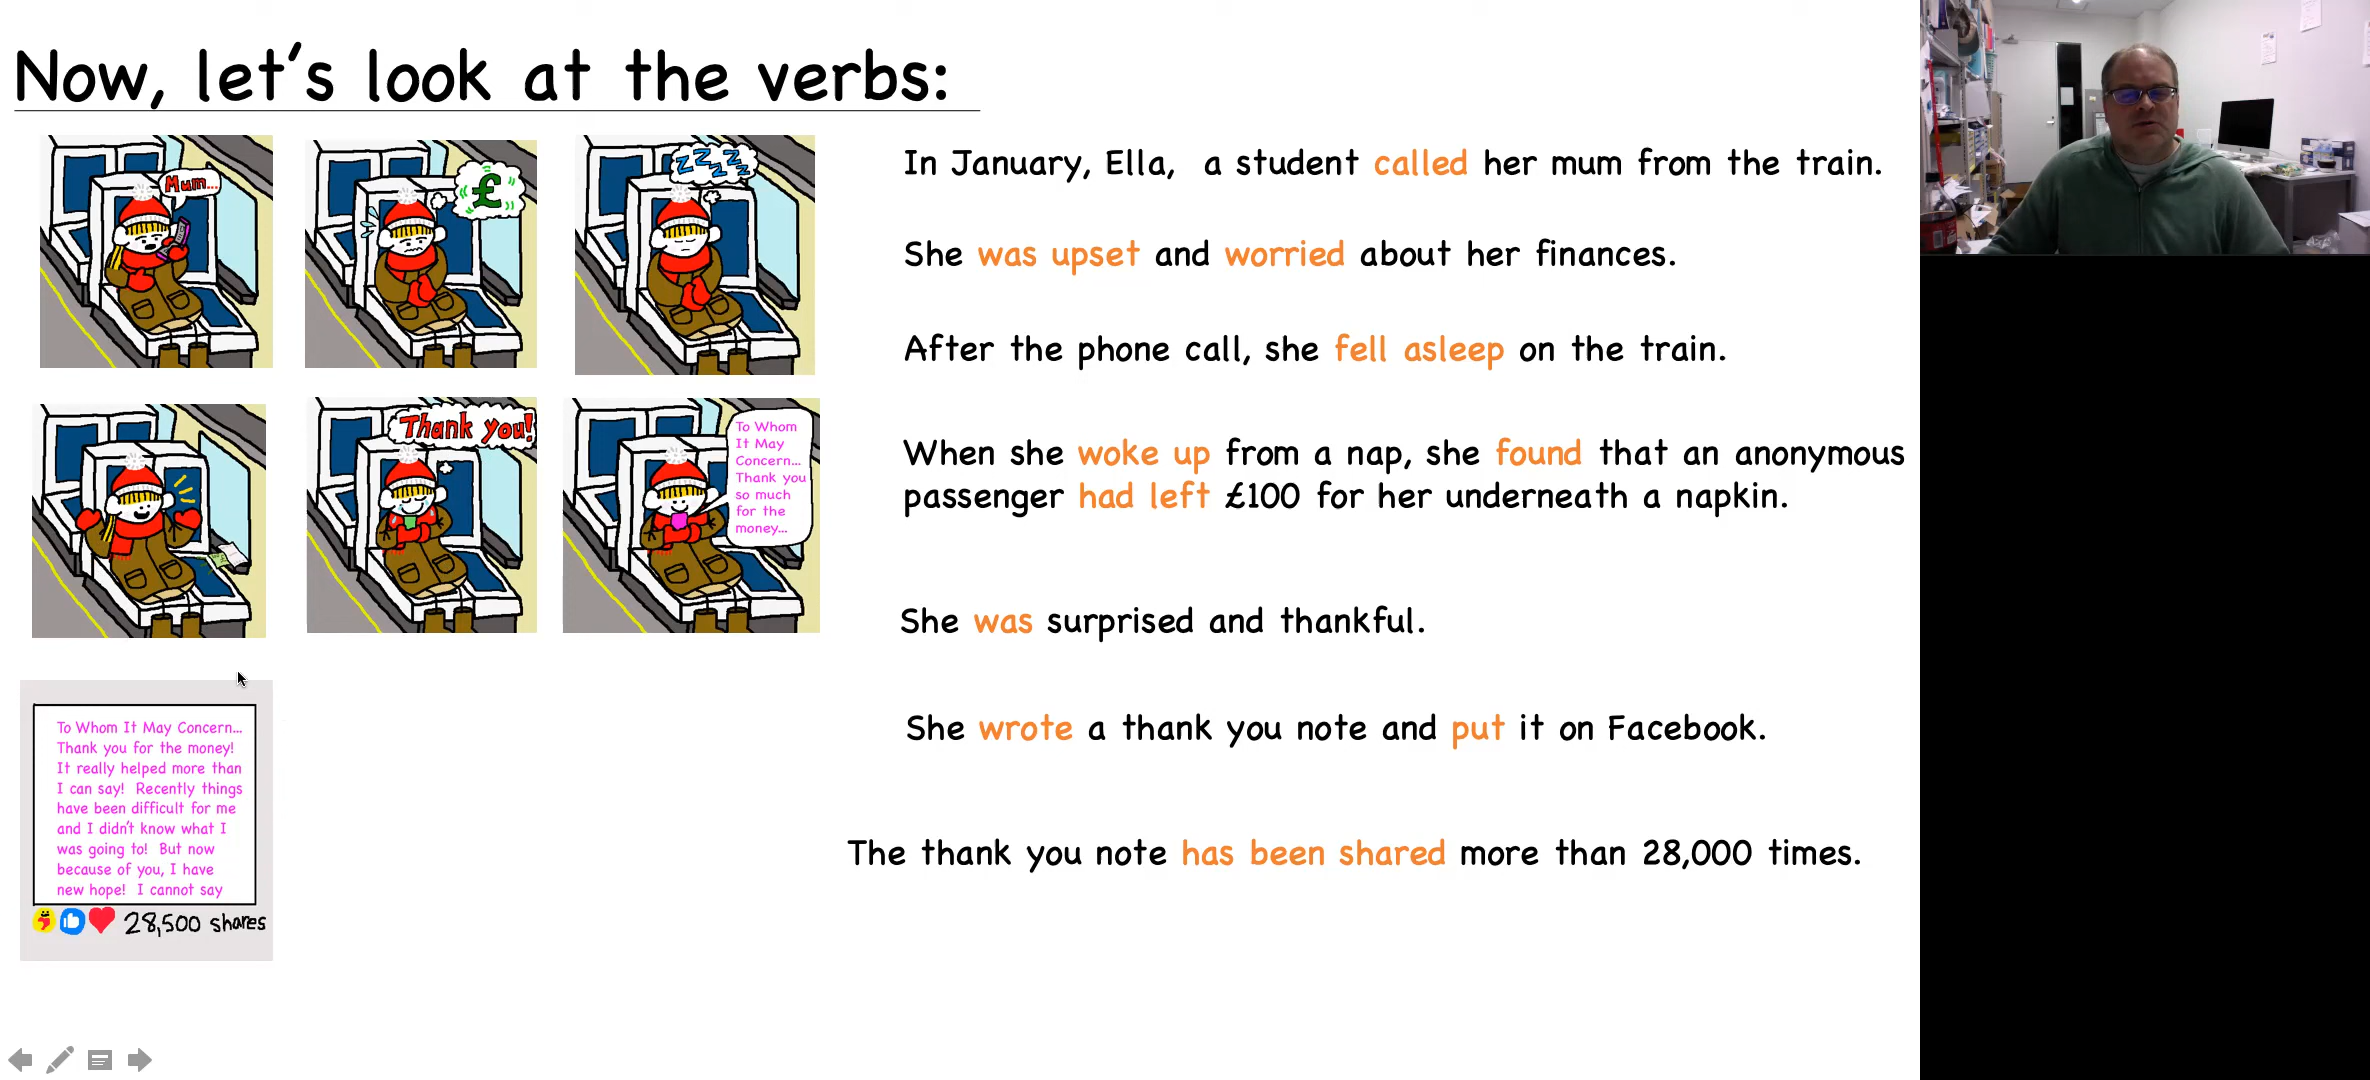 Now, let's look at the verbs:
Mum...
£
ZZZZ
In January, Ella, a student called her mum from the train.
She was upset and worried about her finances.
After the phone call, she fell asleep on the train.
Thank you!
To Whom
It May
Concern...
Thank you
so much
for the
money...
When she woke up from a nap, she found that an anonymous
passenger had left £100 for her underneath a napkin.
She was surprised and thankful.
To Whom It May Concern...
Thank you for the money!
It really helped more than
I can say! Recently things
have been difficult for me
and I didn't know what I
was going to! But now
because of you, I have
new hope! I cannot say
28,500 shares
She wrote a thank you note and put it on Facebook.
The thank you note has been shared more than 28,000 times.